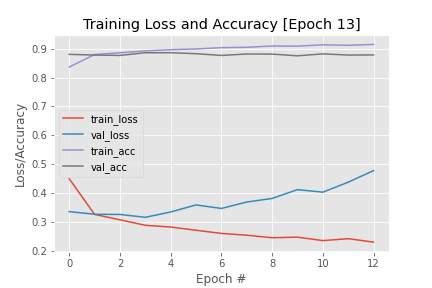 Training Loss and Accuracy [Epoch 13]
Loss/Accuracy
0.9
0.8
0.7
0.6
0.5
0.4
0.3
0.2
train_loss
val_loss
train_acc
val_acc
0 2 4 6 8 10 12
Epoch #